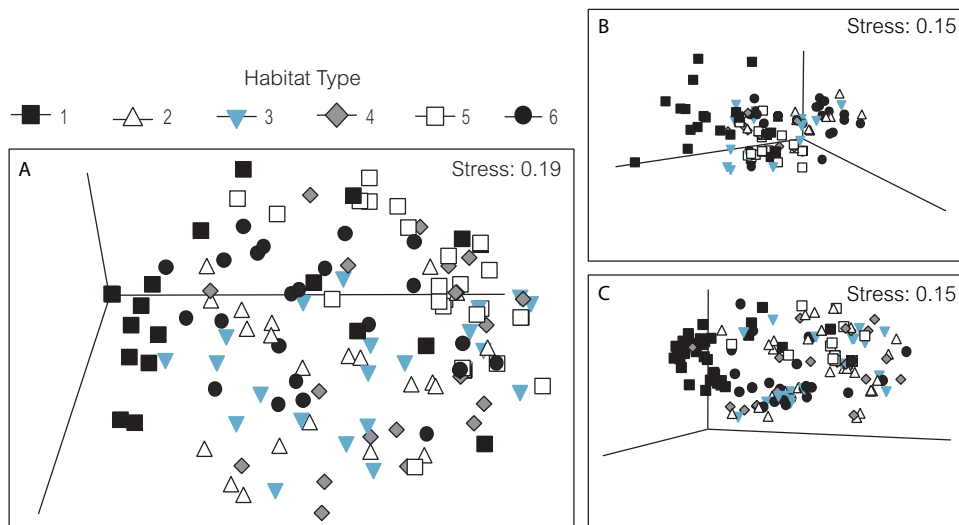 Habitat Type
1 2 3 4 5 6
A Stress: 0.19
B Stress: 0.15
C Stress: 0.15